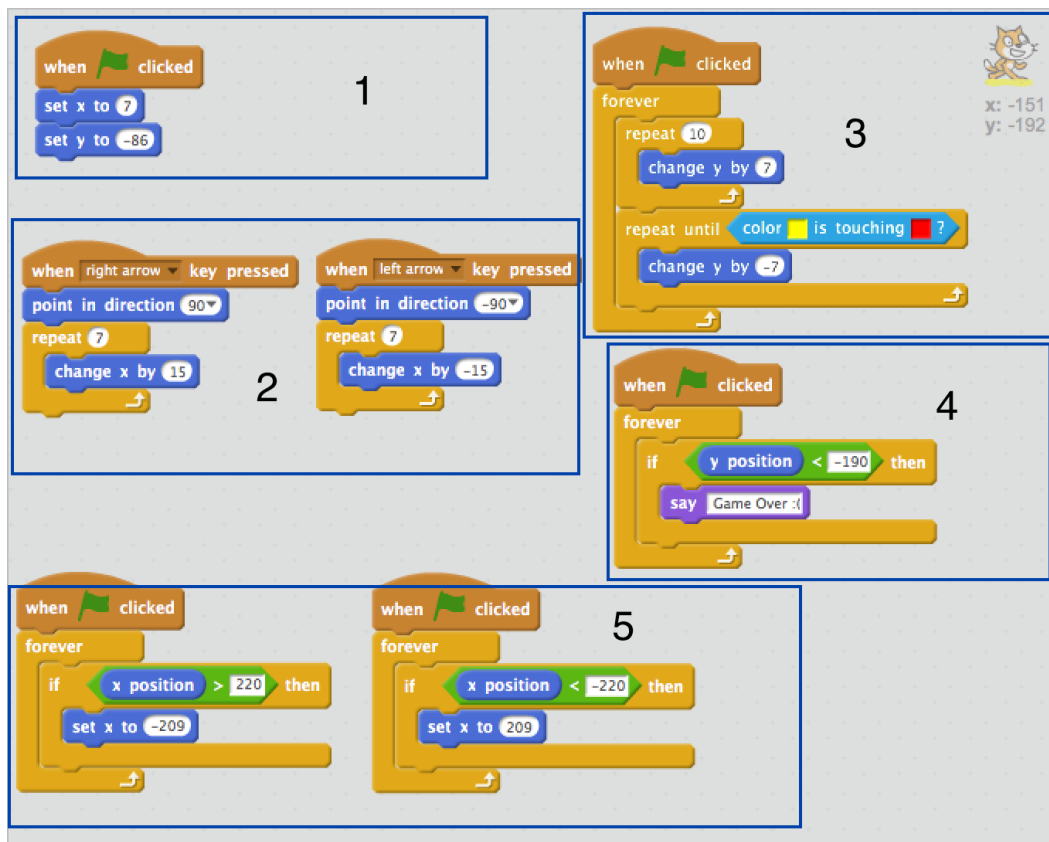 when clicked
set x to 7
set y to -86
1
when right arrow key pressed
point in direction 90
repeat 7
change x by 15
2
when left arrow key pressed
point in direction -90
repeat 7
change x by -15
when clicked
forever
repeat 10
change y by 7
repeat until color is touching ?
change y by -7
3
x: -151
y: -192
when clicked
forever
if y position < -190 then
say Game Over :(
4
when clicked
forever
if x position > 220 then
set x to -209
when clicked
forever
if x position < -220 then
set x to 209
5